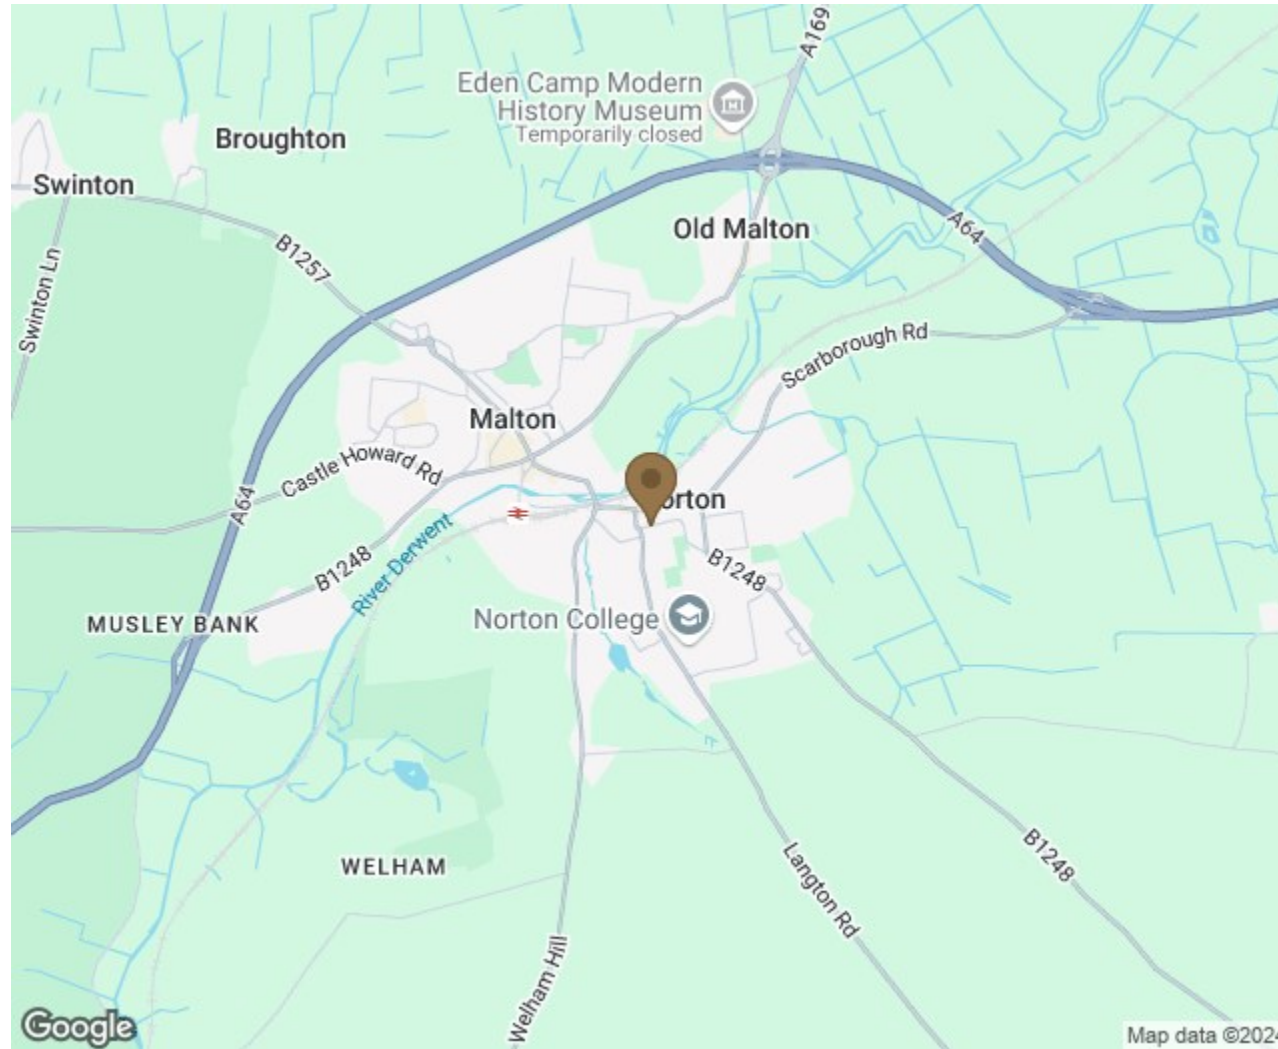 A169
Eden Camp Modern
History Museum
Temporarily closed
Broughton
Swinton
Old Malton
A64
B1257
Swinton Ln
Scarborough Rd
Malton
Castle Howard Rd
A64
orton
River Derwent
B1248
B1248
MUSLEY BANK
Norton College
WELHAM
B1248
Langton Rd
Welham Hill
Google
Map data ©2024